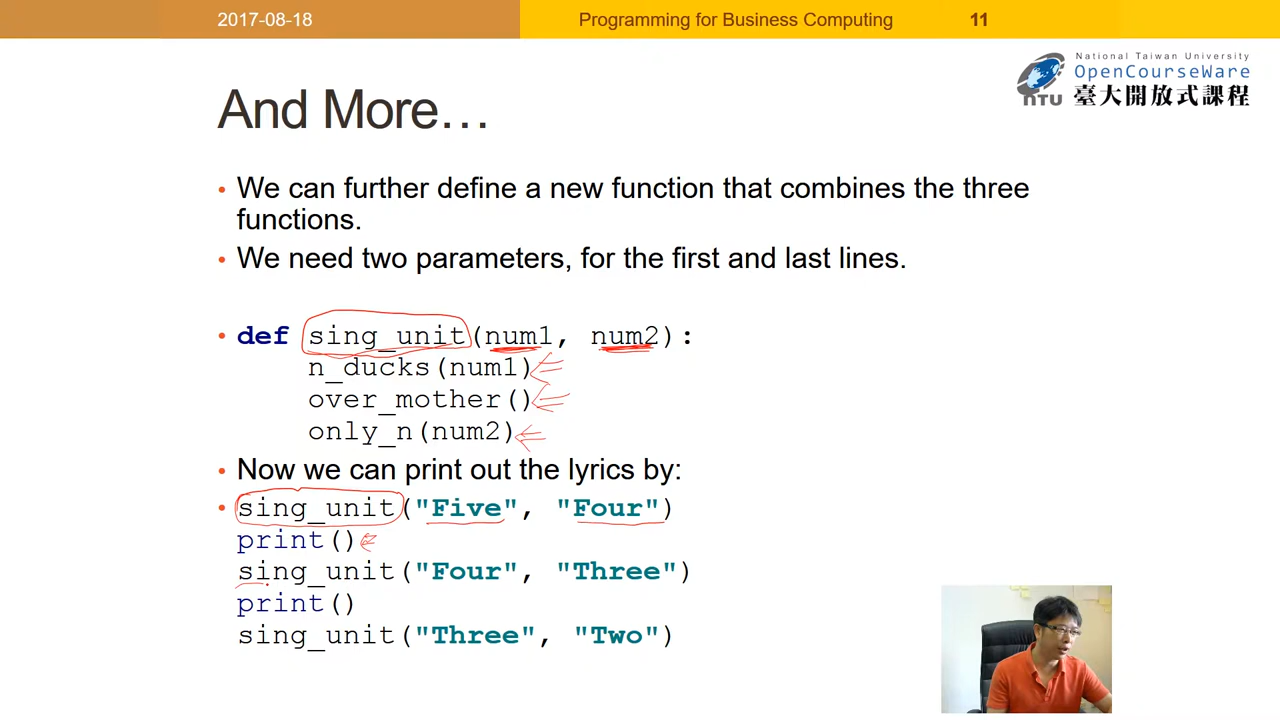 2017-08-18
Programming for Business Computing 11
National Taiwan University
OpenCourseWare
臺大開放式課程
NTU
And More…
• We can further define a new function that combines the three
functions.
• We need two parameters, for the first and last lines.
• def sing_unit(num1, num2):
n_ducks(num1)
over_mother()
only_n(num2)
• Now we can print out the lyrics by:
• sing_unit("Five", "Four")
print()
sing_unit("Four", "Three")
print()
sing_unit("Three", "Two")